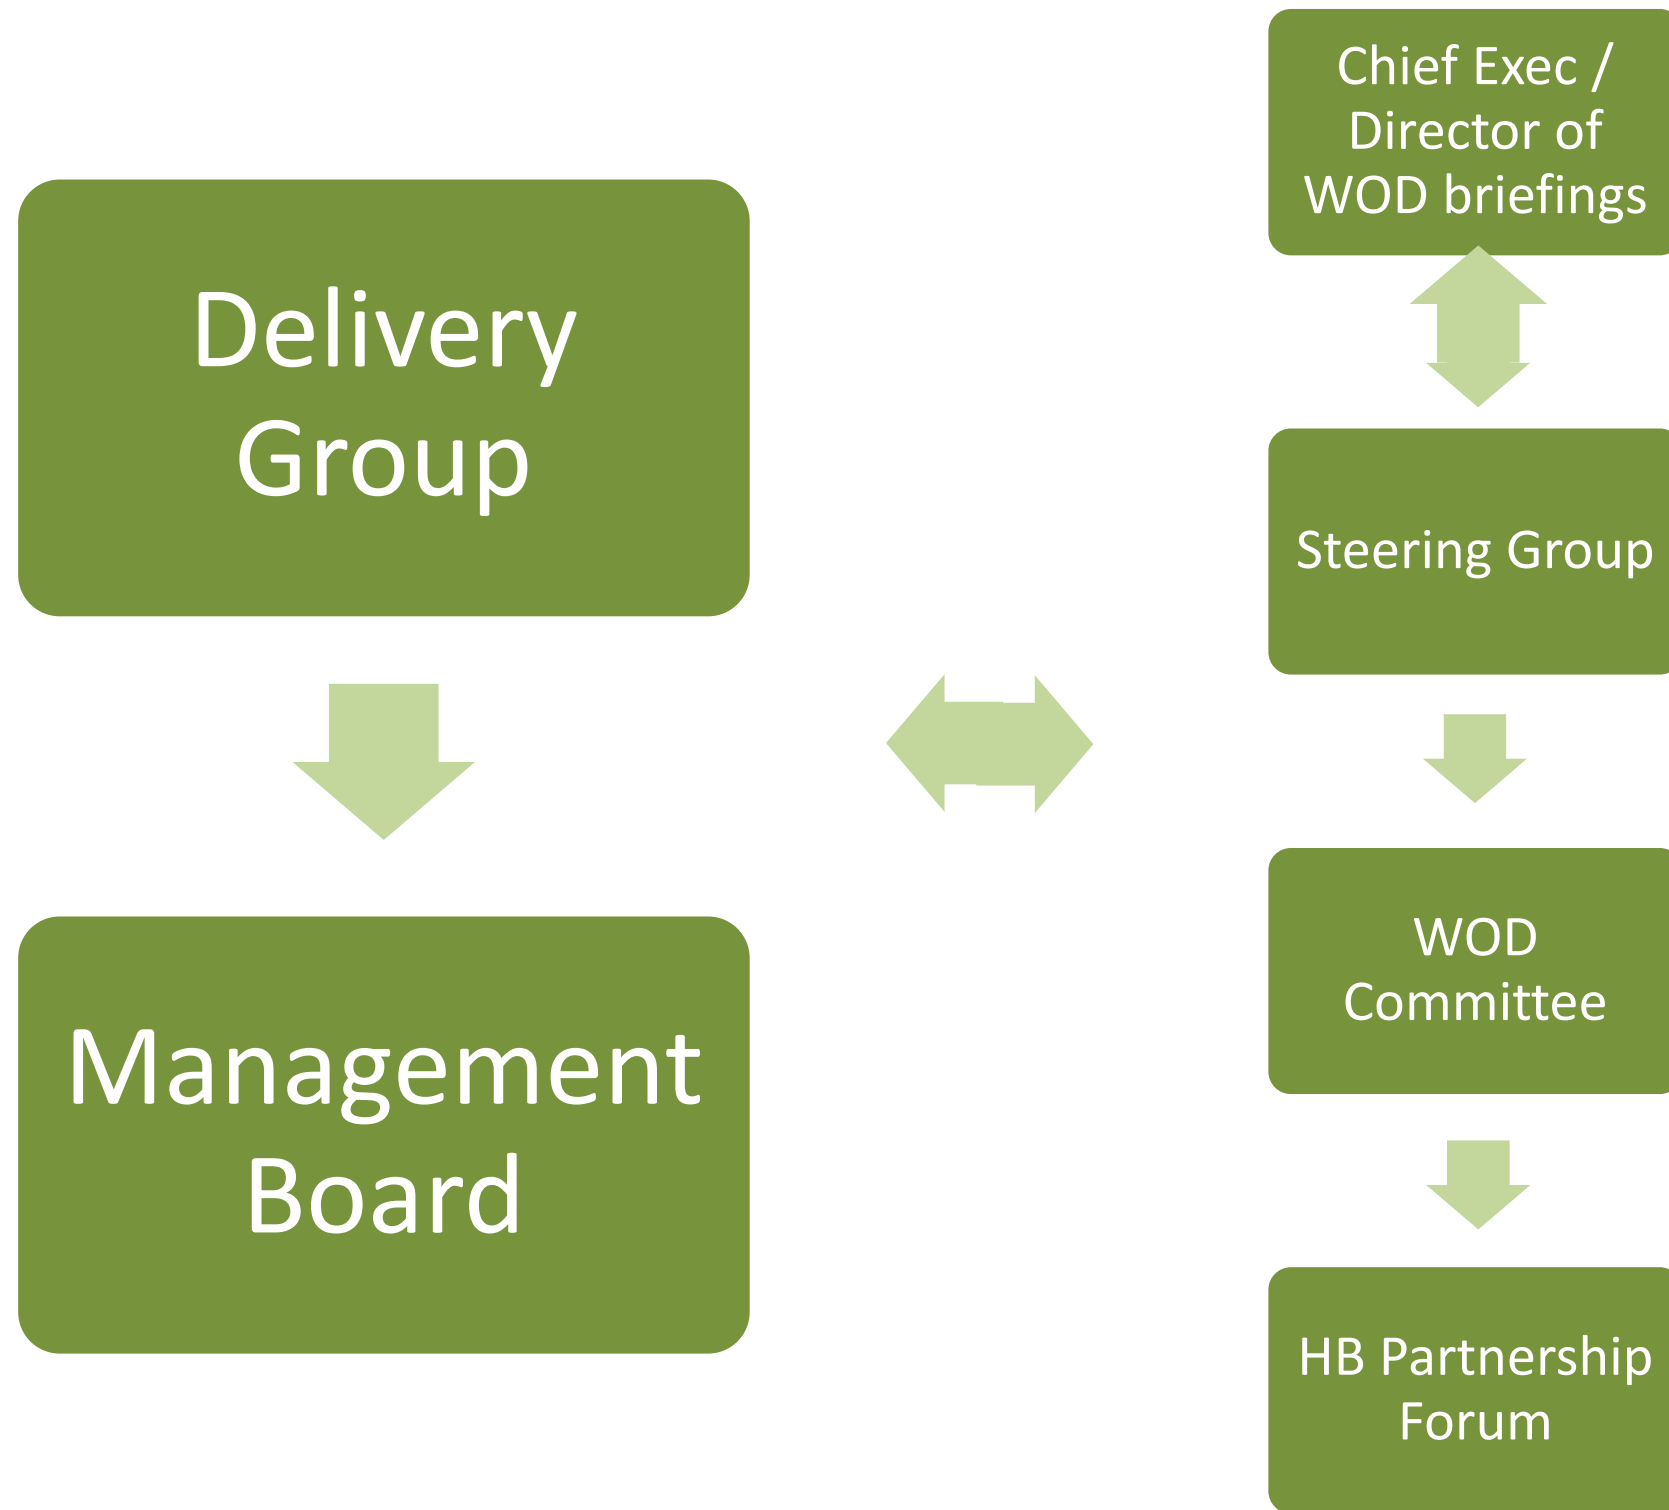 Delivery
Group
Management
Board
Chief Exec /
Director of
WOD briefings
Steering Group
WOD
Committee
HB Partnership
Forum